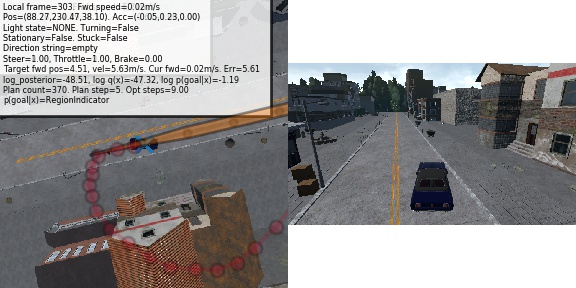 Local frame=303. Fwd speed=0.02m/s
Pos=(88.27,230.47,38.10). Acc=(-0.05,0.23,0.00)
Light state=NONE. Turning=False
Stationary=False. Stuck=False
Direction string=empty
Steer=1.00, Throttle=1.00, Brake=0.00
Target fwd pos=4.51, vel=5.63m/s. Cur fwd=0.02m/s. Err=5.61
log_posterior=-48.51, log q(x)=-47.32, log p(goal|x)=-1.19
Plan count=370. Plan step=5. Opt steps=9.00
p(goal|x)=RegionIndicator